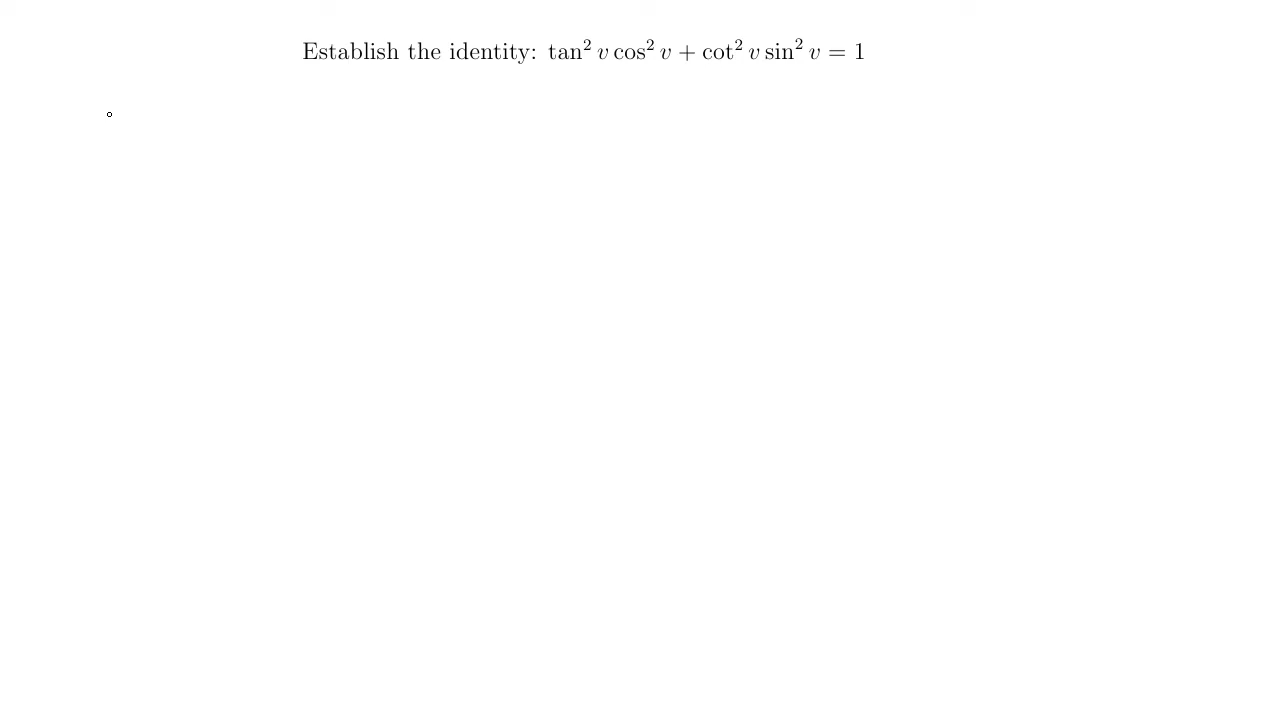 Establish the identity: tan² v cos² v + cot² v sin² v = 1